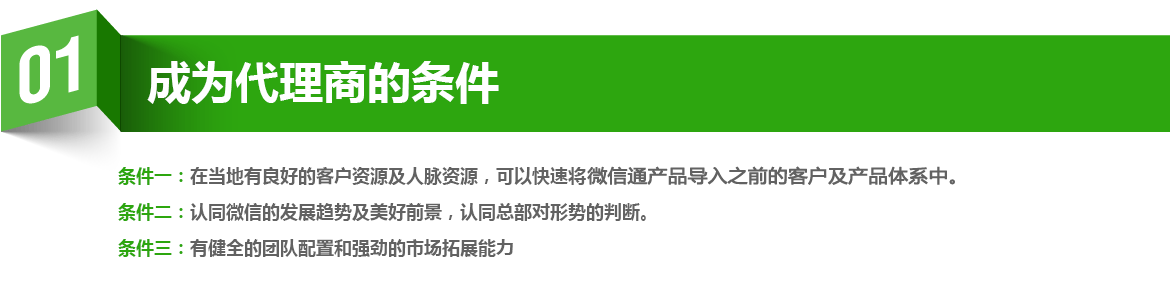 01
成为代理商的条件
条件一：在当地有良好的客户资源及人脉资源，可以快速将微信通产品导入之前的客户及产品体系中。
条件二：认同微信的发展趋势及美好前景，认同总部对形势的判断。
条件三：有健全的团队配置和强劲的市场拓展能力